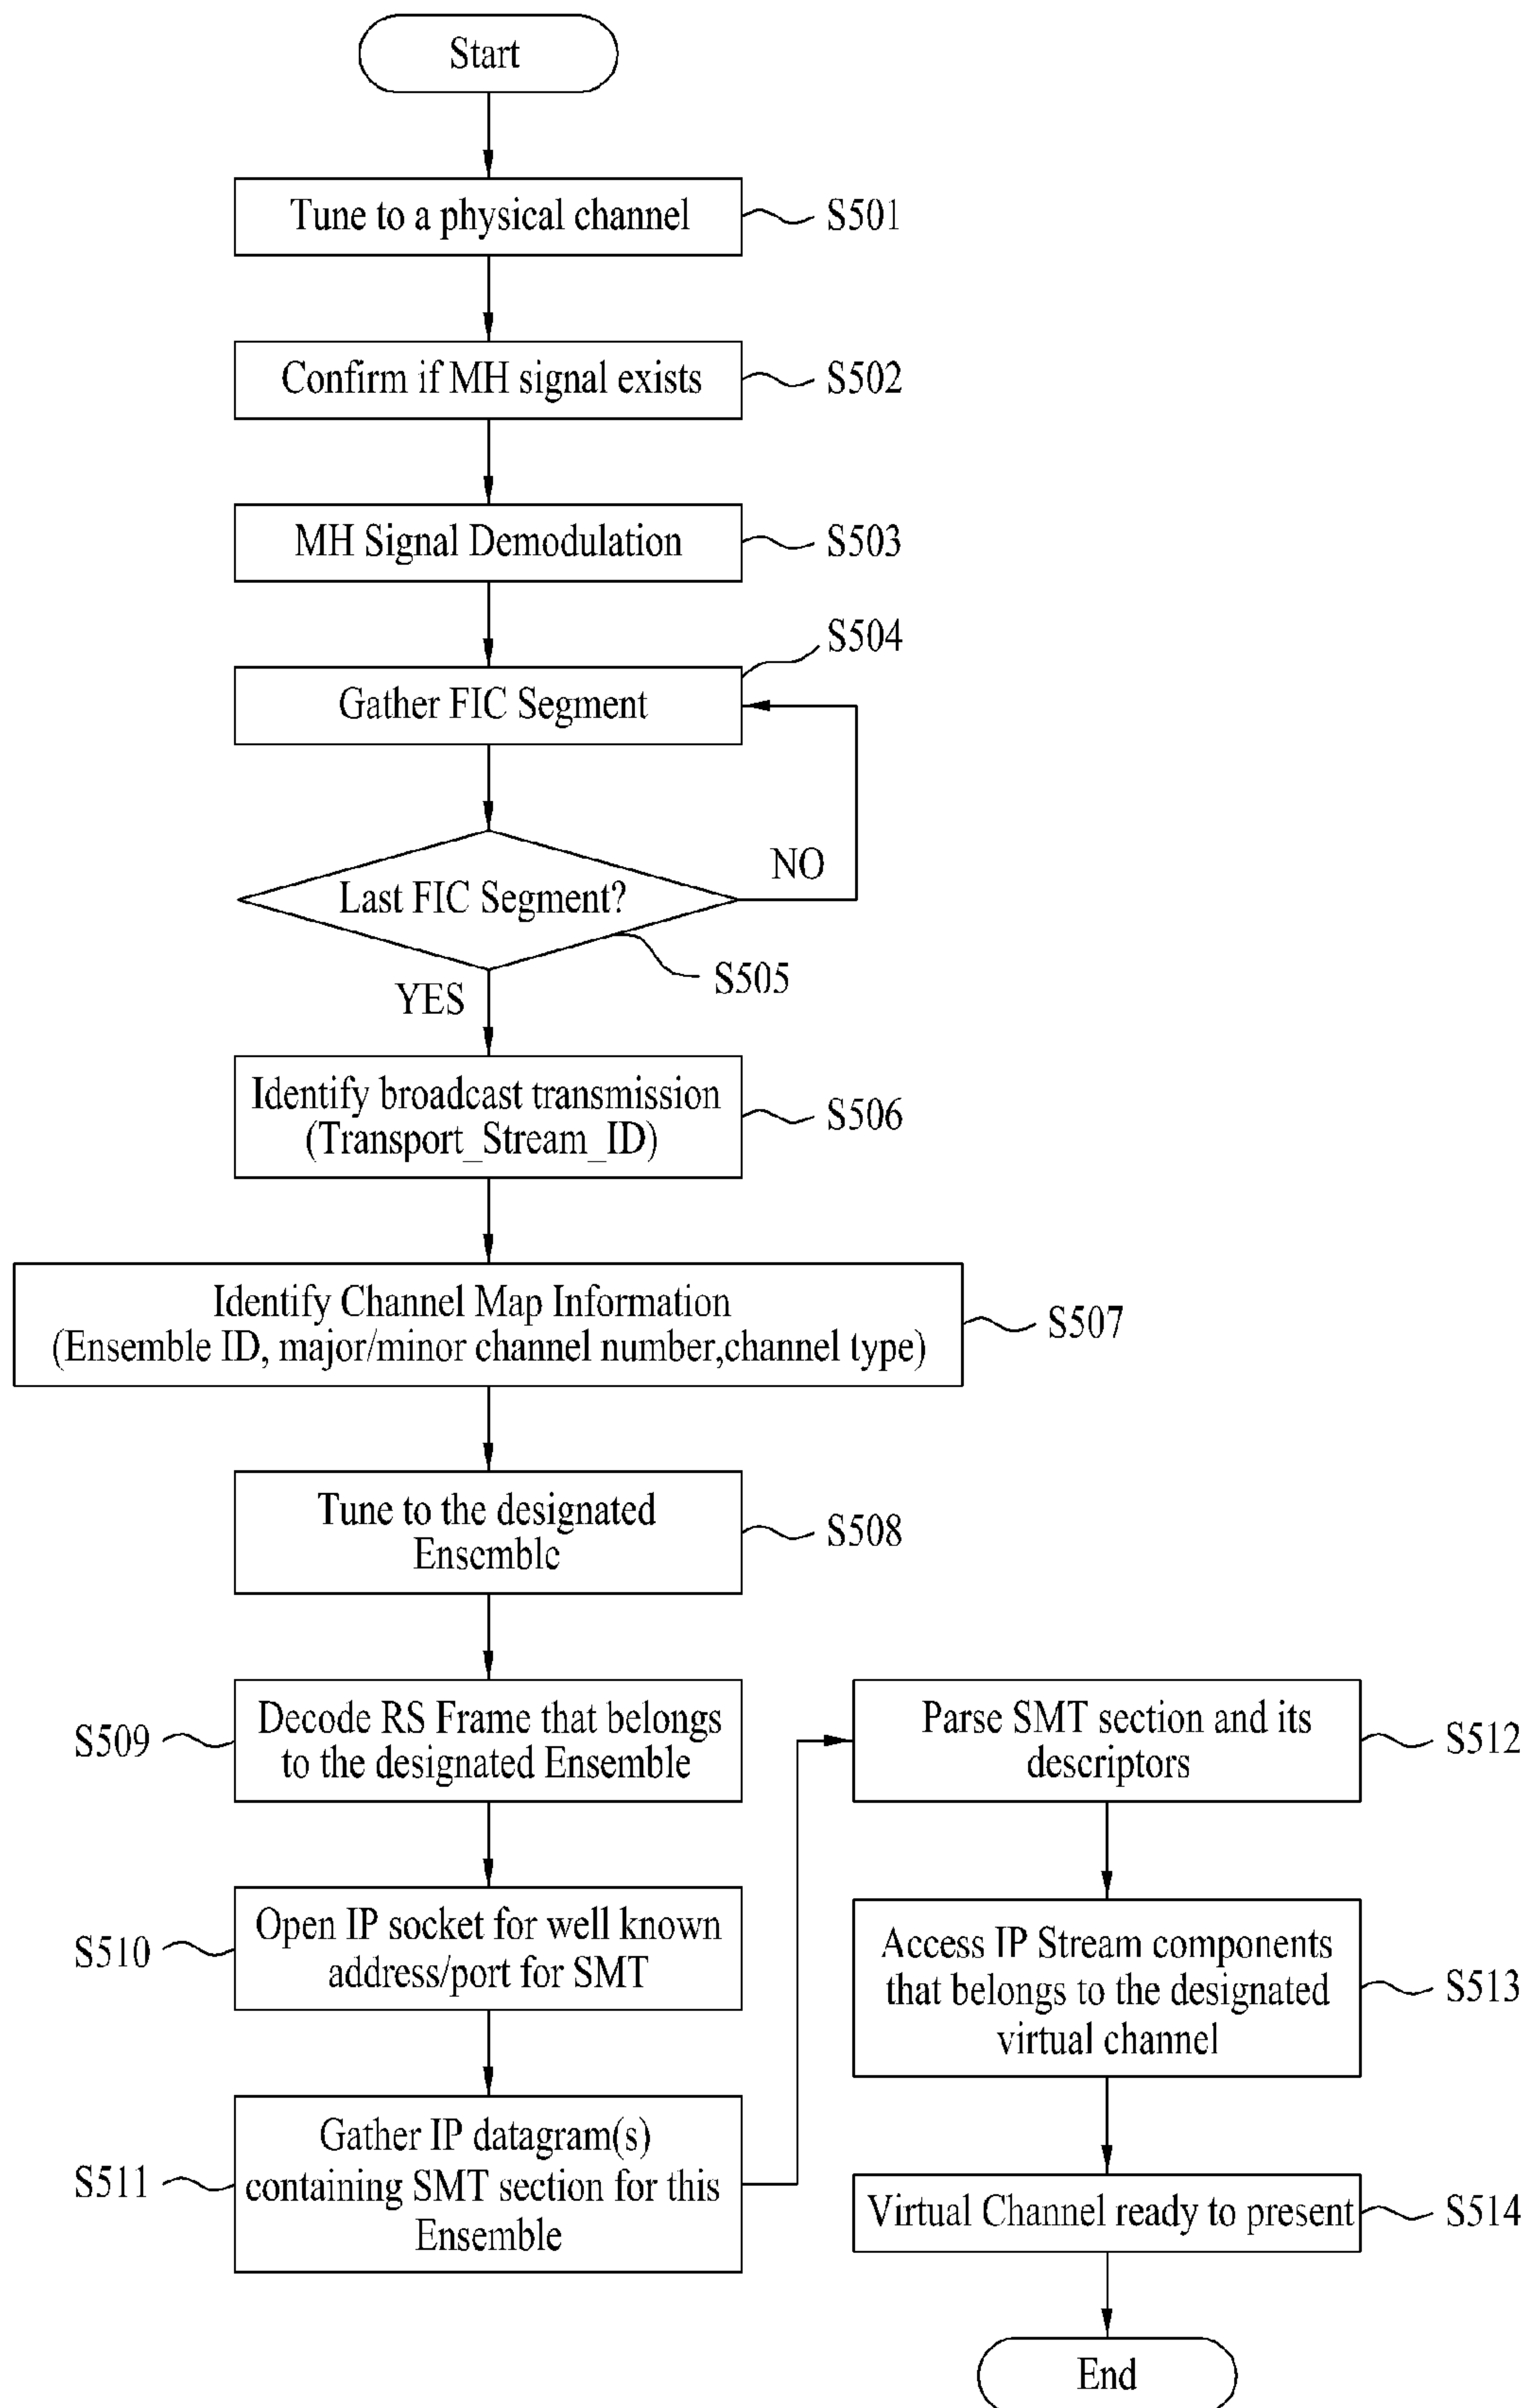 Start
Tune to a physical channel
S501
Confirm if MH signal exists
S502
MH Signal Demodulation
S503
S504
Gather FIC Segment
NO
Last FIC Segment?
S505
YES
Identify broadcast transmission
(Transport_Stream_ID)
S506
Identify Channel Map Information
(Ensemble ID, major/minor channel number,channel type)
S507
Tune to the designated
Ensemble
S508
S509
Decode RS Frame that belongs
to the designated Ensemble
S510
Open IP socket for well known
address/port for SMT
S511
Gather IP datagram(s)
containing SMT section for this
Ensemble
Parse SMT section and its
descriptors
S512
Access IP Stream components
that belongs to the designated
virtual channel
S513
Virtual Channel ready to present
S514
End